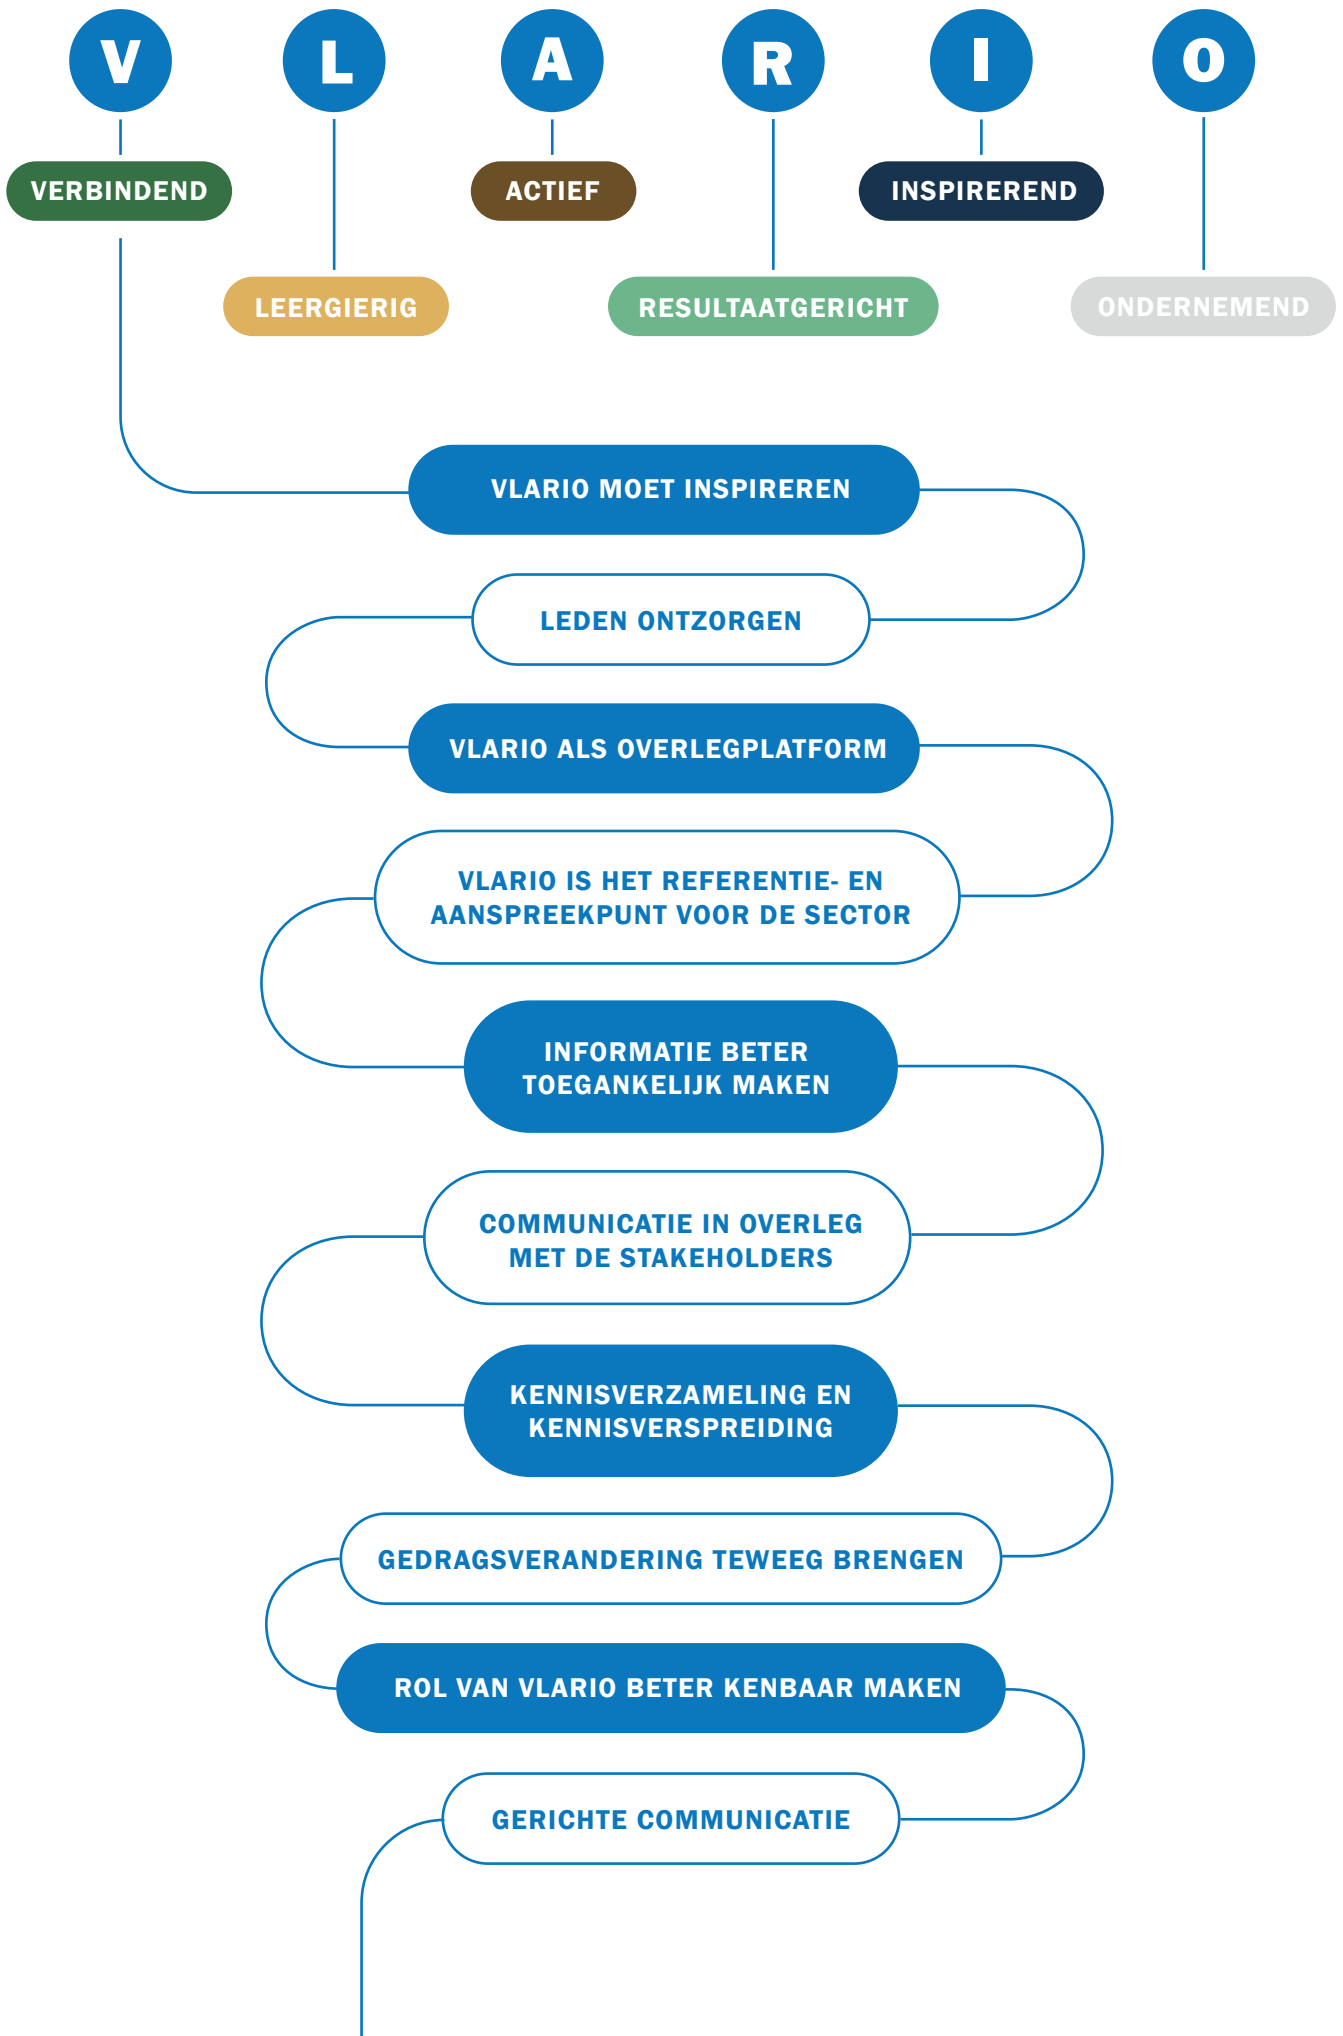 V L A R I O
VERBINDEND
ACTIEF
INSPIREREND
LEERGIERIG
RESULTAATGERICHT
ONDERNEMEND
VLARIO MOET INSPIREREN
LEDEN ONTZORGEN
VLARIO ALS OVERLEGPLATFORM
VLARIO IS HET REFERENTIE- EN
AANSPREEKPUNT VOOR DE SECTOR
INFORMATIE BETER
TOEGANKELIJK MAKEN
COMMUNICATIE IN OVERLEG
MET DE STAKEHOLDERS
KENNISVERZAMELING EN
KENNISVERSPREIDING
GEDRAGSVERANDERING TEWEEG BRENGEN
ROL VAN VLARIO BETER KENBAAR MAKEN
GERICHTE COMMUNICATIE